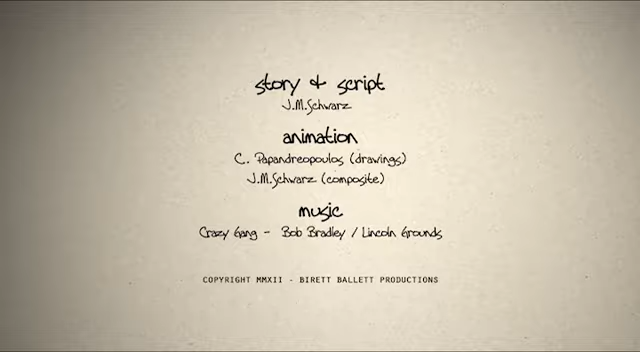 story & script
J.M.Schwarz
animation
C. Papandreopoulos (drawings)
J.M.Schwarz (composite)
music
Crazy Gang - Bob Bradley / Lincoln Grounds
COPYRIGHT MMXII - BIRETT BALLETT PRODUCTIONS